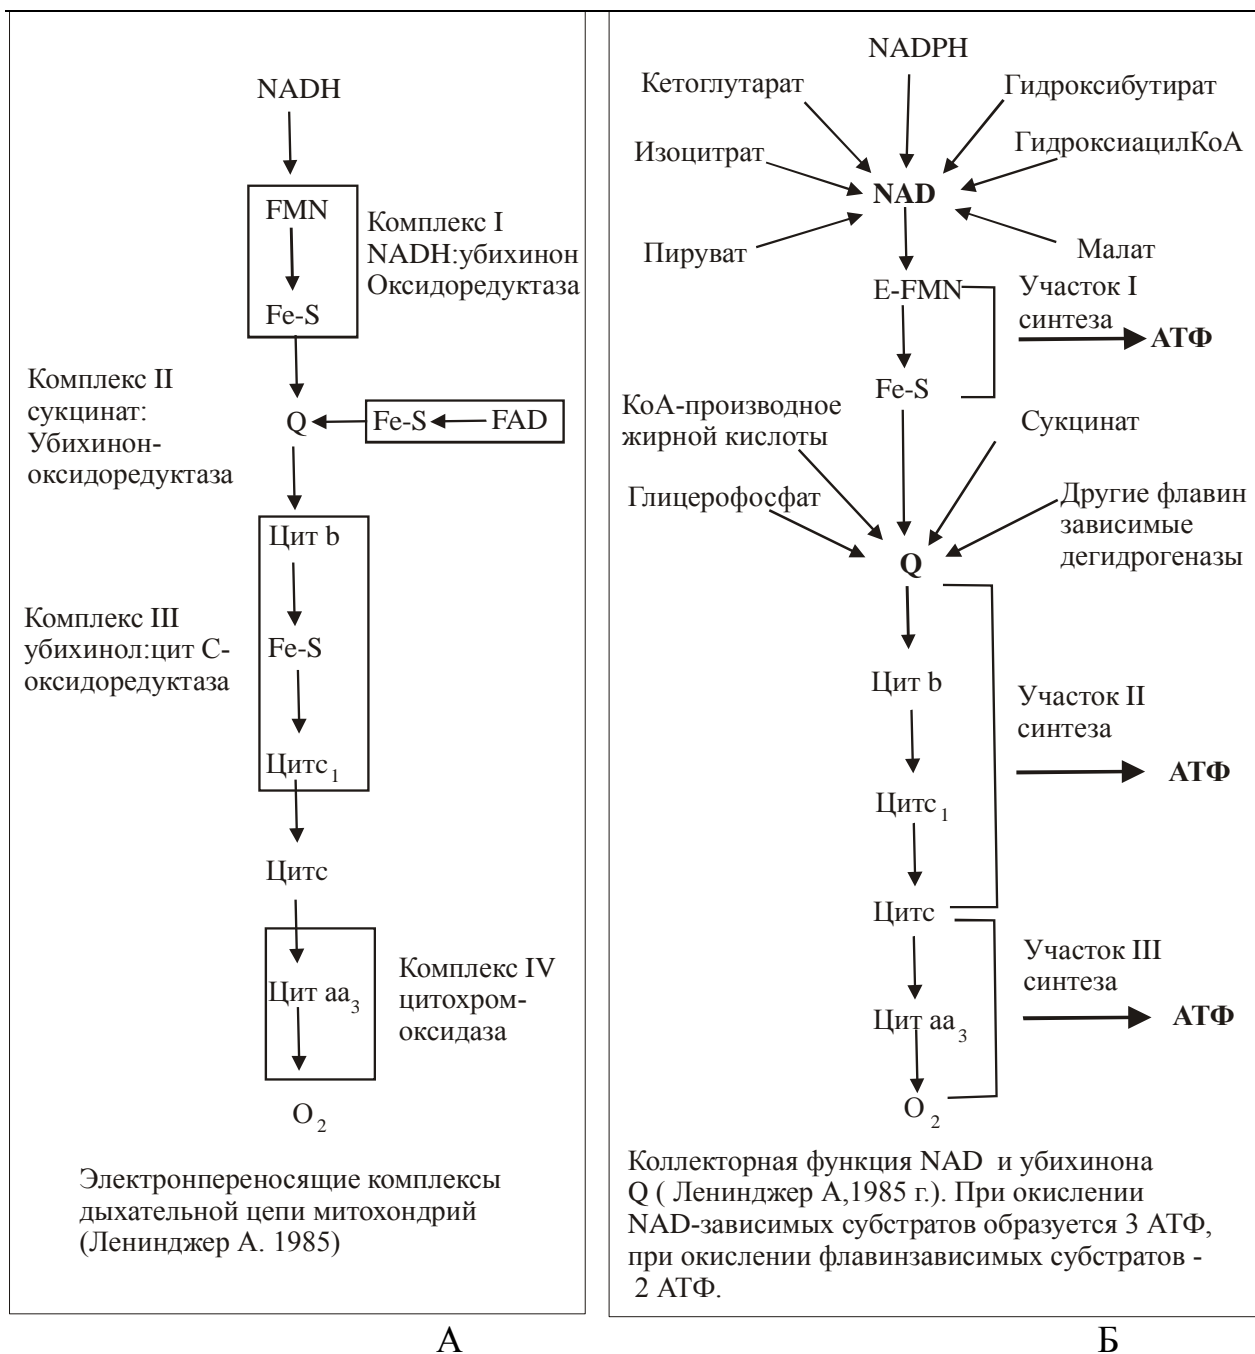 NADH
FMN
Fe-S
Комплекс I
NADH:убихинон
Оксидоредуктаза
Комплекс II
сукцинат:
Убихинон-
оксидоредуктаза
Q
Fe-S
FAD
Цит b
Fe-S
Цитс1
Комплекс III
убихинол:цит С-
оксидоредуктаза
Цитс
Цит аа3
Комплекс IV
цитохром-
оксидаза
O2
Электронпереносящие комплексы
дыхательной цепи митохондрий
(Ленинджер А. 1985)
А
NADPH
Кетоглутарат
Гидроксибутират
Изоцитрат
ГидроксиацилКоА
NAD
Пируват
Малат
E-FMN
Участок I
синтеза
АТФ
Fe-S
КоА-производное
жирной кислоты
Сукцинат
Глицерофосфат
Другие флавин
зависимые
дегидрогеназы
Q
Цит b
Участок II
синтеза
АТФ
Цитс1
Цитс
Участок III
синтеза
АТФ
Цит аа3
O2
Коллекторная функция NAD и убихинона
Q ( Ленинджер А,1985 г.). При окислении
NAD-зависимых субстратов образуется 3 АТФ,
при окислении флавинзависимых субстратов -
2 АТФ.
Б